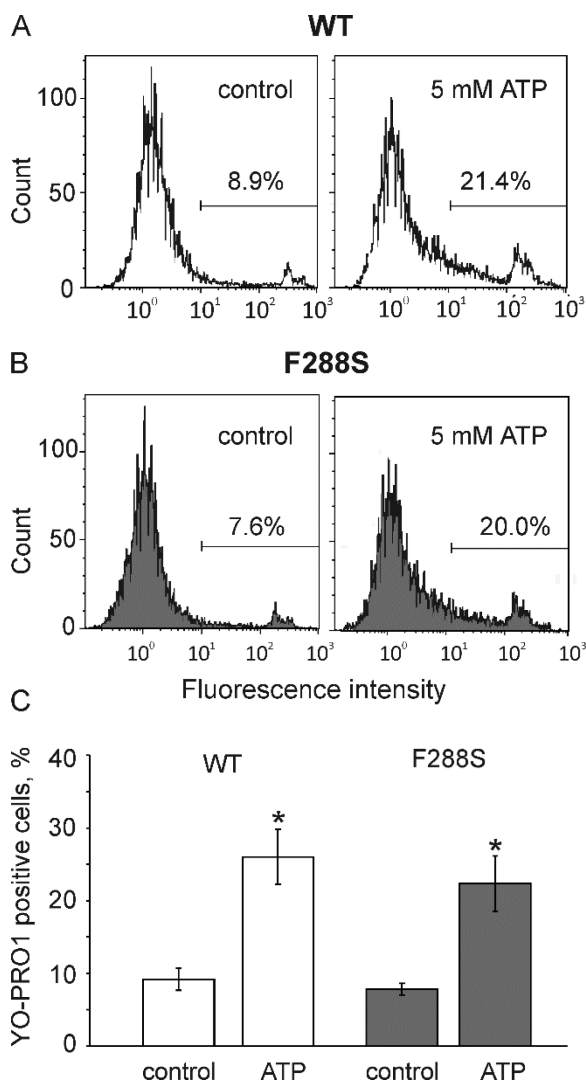 A
WT
control
5 mM ATP
8.9%
21.4%
Count
100
50
0
10⁰ 10¹ 10² 10³
10⁰ 10¹ 10² 10³
B
F288S
control
5 mM ATP
7.6%
20.0%
Count
100
50
0
10⁰ 10¹ 10² 10³
10⁰ 10¹ 10² 10³
Fluorescence intensity
C
YO-PRO1 positive cells, %
40
30
20
10
0
WT
F288S
*
*
control ATP control ATP